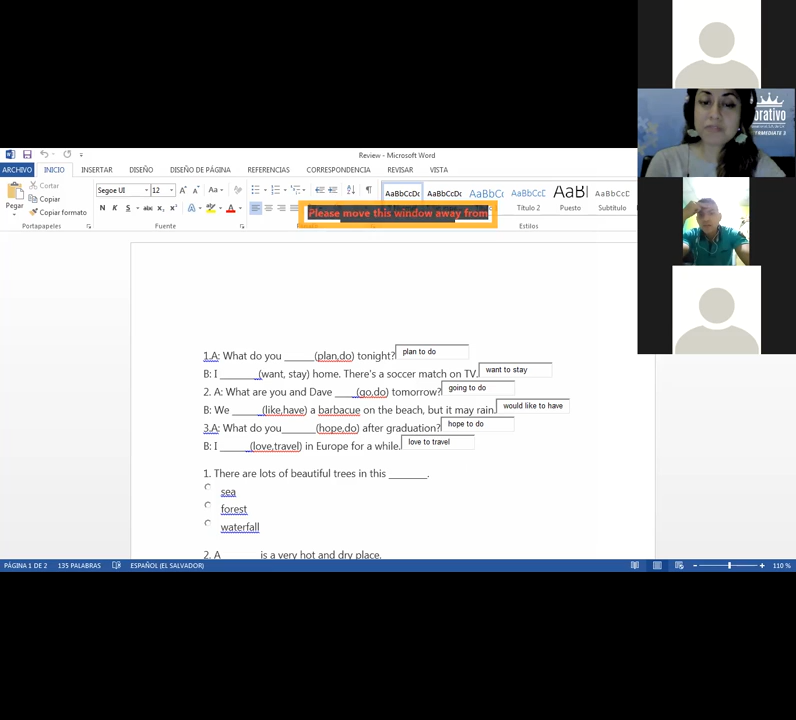 orativo
INTERMEDIATE 3
Review - Microsoft Word
ARCHIVO INICIO INSERTAR DISEÑO DISEÑO DE PÁGINA REFERENCIAS CORRESPONDENCIA REVISAR VISTA
Pegar
Cortar
Copiar
Copiar formato
Portapapeles
Segoe UI 12
Fuente
Please move this window away from
AaBbCcDc AaBbCcDc AaBbCc AaBbCcD AaBl AaBbCcD
Título 2 Puesto Subtítulo
Estilos
1.A: What do you ______(plan,do) tonight? plan to do
B: I ________(want, stay) home. There's a soccer match on TV. want to stay
2. A: What are you and Dave ____(go,do) tomorrow? going to do
B: We ______(like,have) a barbacue on the beach, but it may rain. would like to have
3.A: What do you_______(hope,do) after graduation? hope to do
B: I _____(love,travel) in Europe for a while. love to travel
1. There are lots of beautiful trees in this ________.
sea
forest
waterfall
2. A ________ is a very hot and dry place.
PÁGINA 1 DE 2 135 PALABRAS ESPAÑOL (EL SALVADOR) 110 %